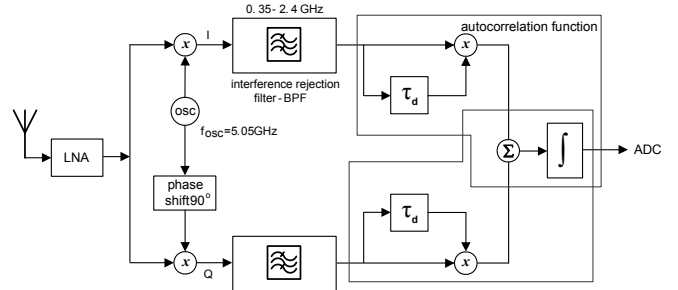 0.35-2.4 GHz
autocorrelation function
x
I
x
interference rejection
filter-BPF
τd
osc
fosc=5.05GHz
LNA
Σ
∫
ADC
phase
shift90°
τd
x
Q
x